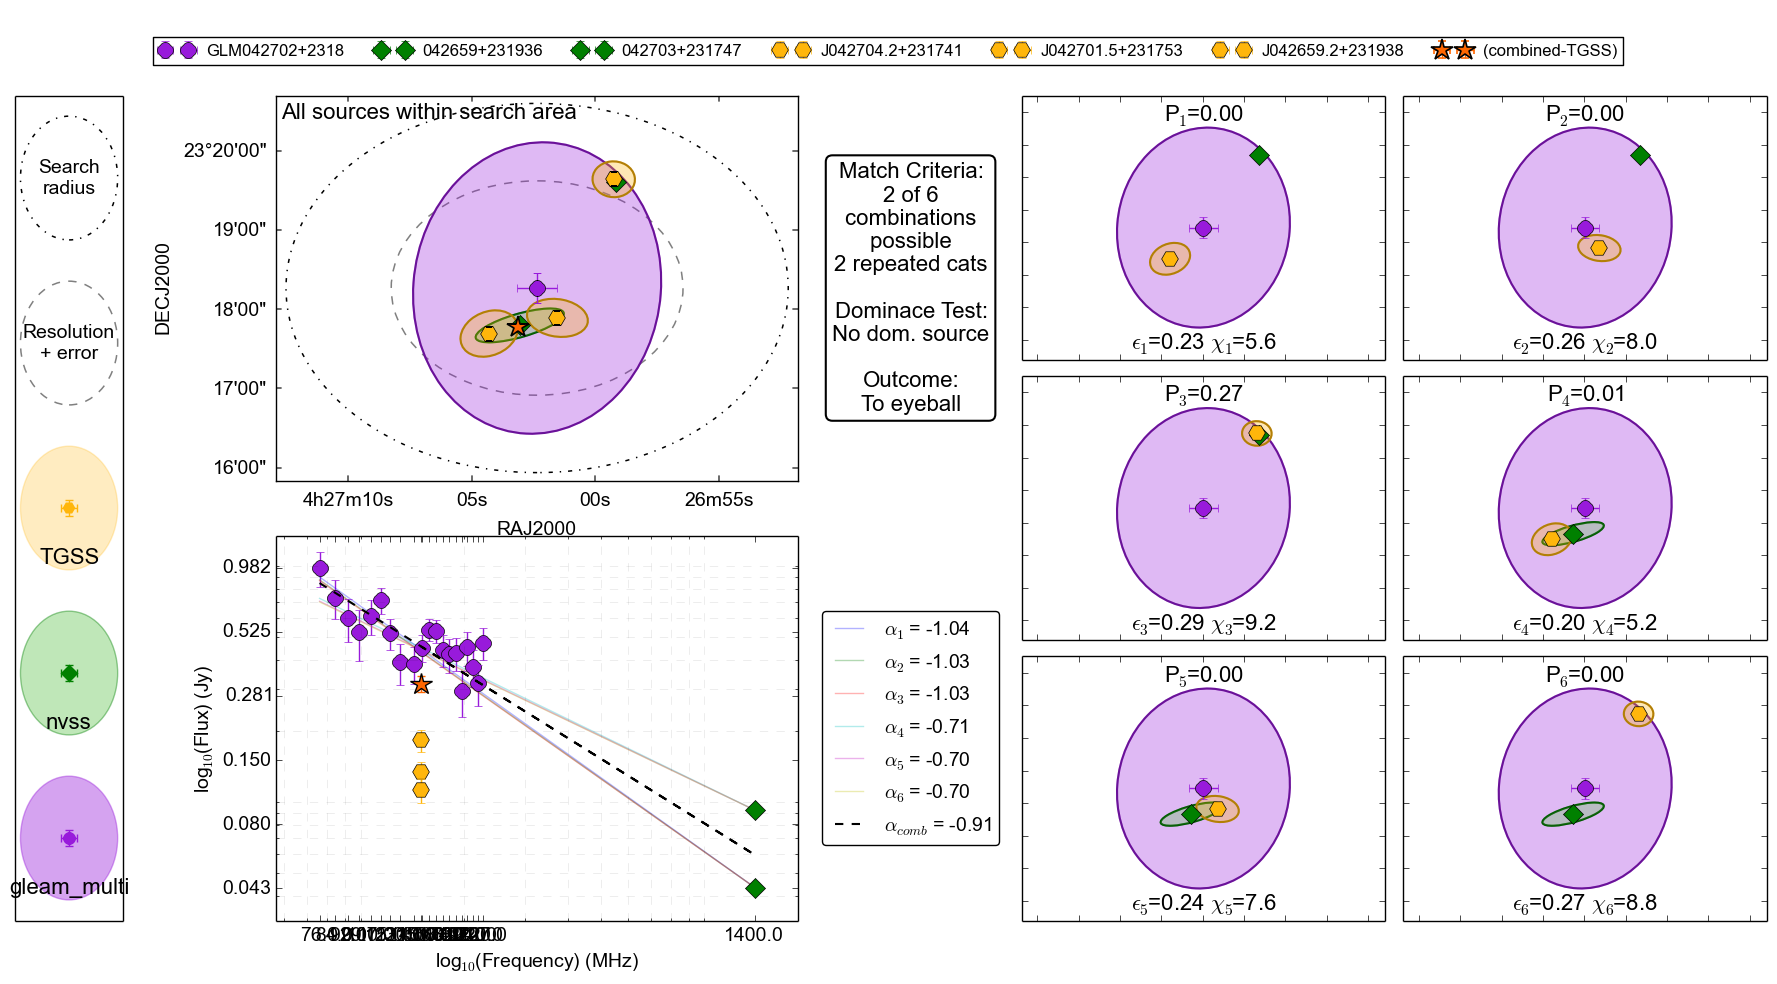 GLM042702+2318 042659+231936 042703+231747 J042704.2+231741 J042701.5+231753 J042659.2+231938 (combined-TGSS)
Search
radius
Resolution
+ error
TGSS
nvss
gleam_multi
All sources within search area
DECJ2000
23°20'00"
19'00"
18'00"
17'00"
16'00"
4h27m10s 05s 00s 26m55s
RAJ2000
log10(Flux) (Jy)
0.982
0.525
0.281
0.150
0.080
0.043
1400.0
log10(Frequency) (MHz)
Match Criteria:
2 of 6
combinations
possible
2 repeated cats
Dominace Test:
No dom. source
Outcome:
To eyeball
α1 = -1.04
α2 = -1.03
α3 = -1.03
α4 = -0.71
α5 = -0.70
α6 = -0.70
αcomb = -0.91
P1=0.00
ϵ1=0.23 χ1=5.6
P2=0.00
ϵ2=0.26 χ2=8.0
P3=0.27
ϵ3=0.29 χ3=9.2
P4=0.01
ϵ4=0.20 χ4=5.2
P5=0.00
ϵ5=0.24 χ5=7.6
P6=0.00
ϵ6=0.27 χ6=8.8